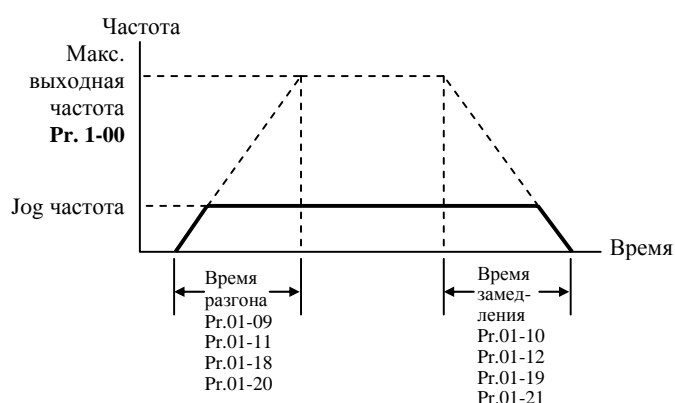 Частота
Макс.
выходная
частота
Pr. 1-00
Jog частота
Время
Время
разгона
Pr.01-09
Pr.01-11
Pr.01-18
Pr.01-20
Время
замед-
ления
Pr.01-10
Pr.01-12
Pr.01-19
Pr.01-21